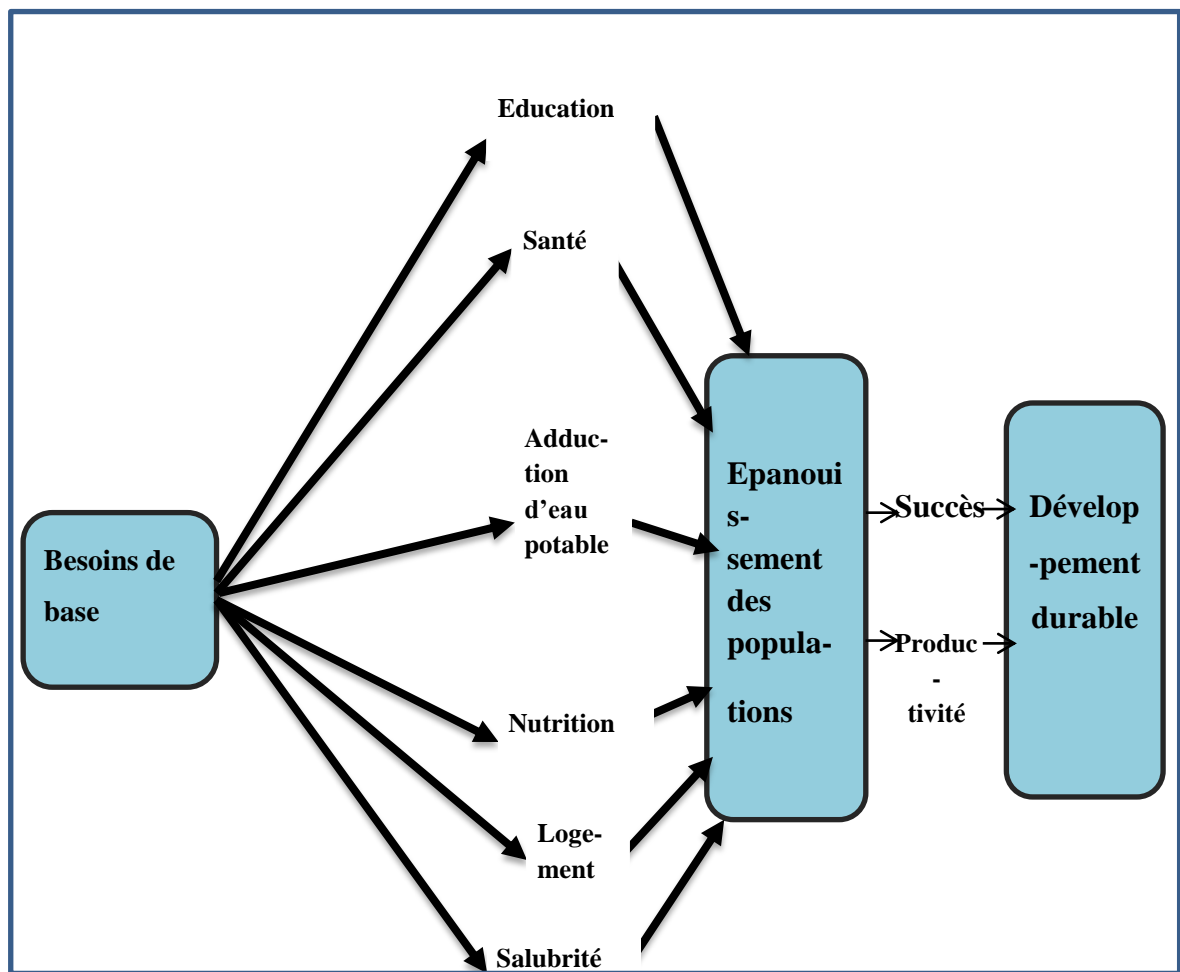 Education
Santé
Adduc-
tion
d’eau
potable
Besoins de
base
Nutrition
Loge-
ment
Salubrité
Epanoui
s-
sement
des
popula-
tions
Succès
Produc
-
tivité
Dévelop
-pement
durable